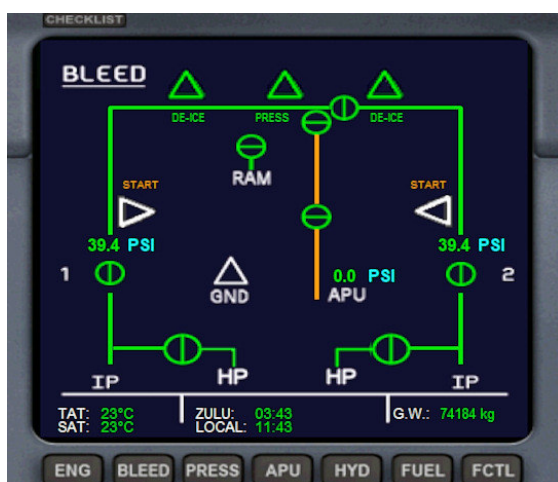 CHECKLIST
BLEED
DE-ICE PRESS DE-ICE
RAM
START START
39.4 PSI 39.4 PSI
1 0.0 PSI 2
GND APU
HP HP
IP IP
TAT: 23°C ZULU: 03:43 G.W.: 74184 kg
SAT: 23°C LOCAL: 11:43
ENG BLEED PRESS APU HYD FUEL FCTL